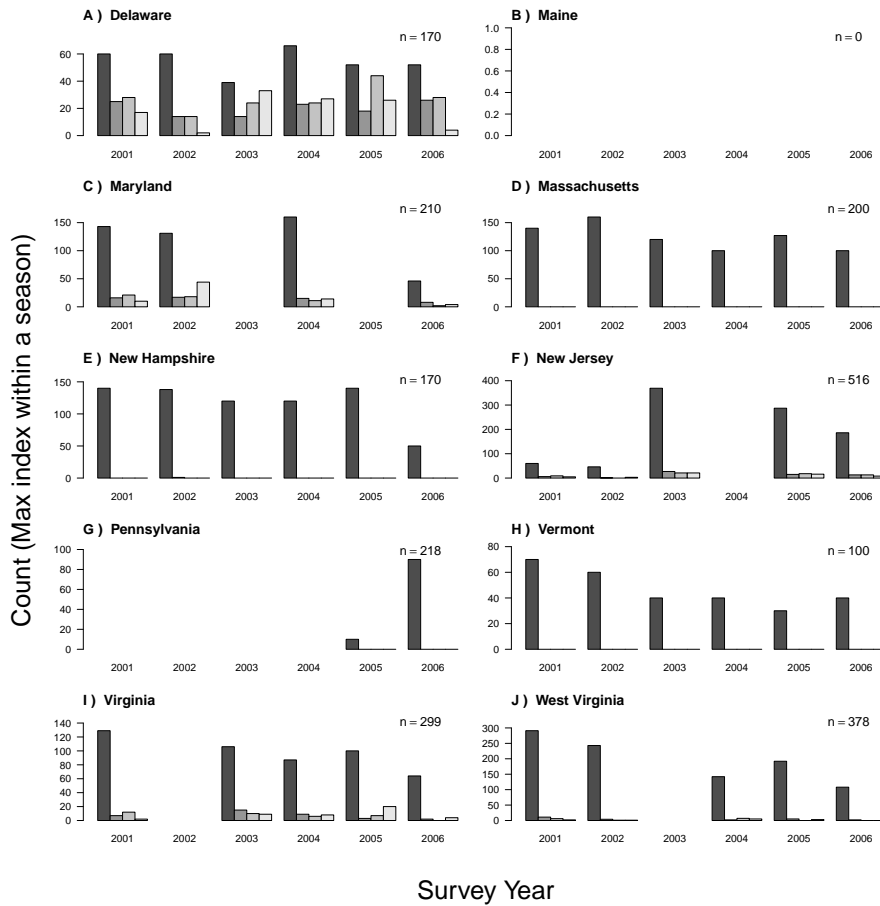 Count (Max index within a season)
A ) Delaware
n = 170
60
40
20
0
2001 2002 2003 2004 2005 2006
B ) Maine
n = 0
1.0
0.8
0.6
0.4
0.2
0.0
2001 2002 2003 2004 2005 2006
C ) Maryland
n = 210
150
100
50
0
2001 2002 2003 2004 2005 2006
D ) Massachusetts
n = 200
150
100
50
0
2001 2002 2003 2004 2005 2006
E ) New Hampshire
n = 170
150
100
50
0
2001 2002 2003 2004 2005 2006
F ) New Jersey
n = 516
400
300
200
100
0
2001 2002 2003 2004 2005 2006
G ) Pennsylvania
n = 218
100
80
60
40
20
0
2001 2002 2003 2004 2005 2006
H ) Vermont
n = 100
80
60
40
20
0
2001 2002 2003 2004 2005 2006
I ) Virginia
n = 299
140
120
100
80
60
40
20
0
2001 2002 2003 2004 2005 2006
J ) West Virginia
n = 378
300
250
200
150
100
50
0
2001 2002 2003 2004 2005 2006
Survey Year